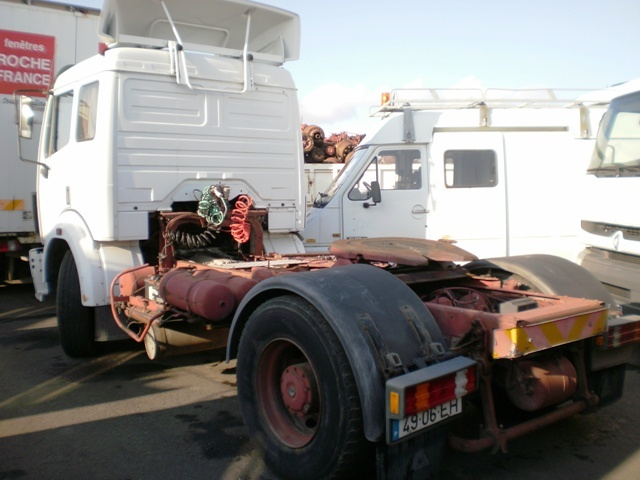 fenêtres
ROCHE
FRANCE
49-06-EH